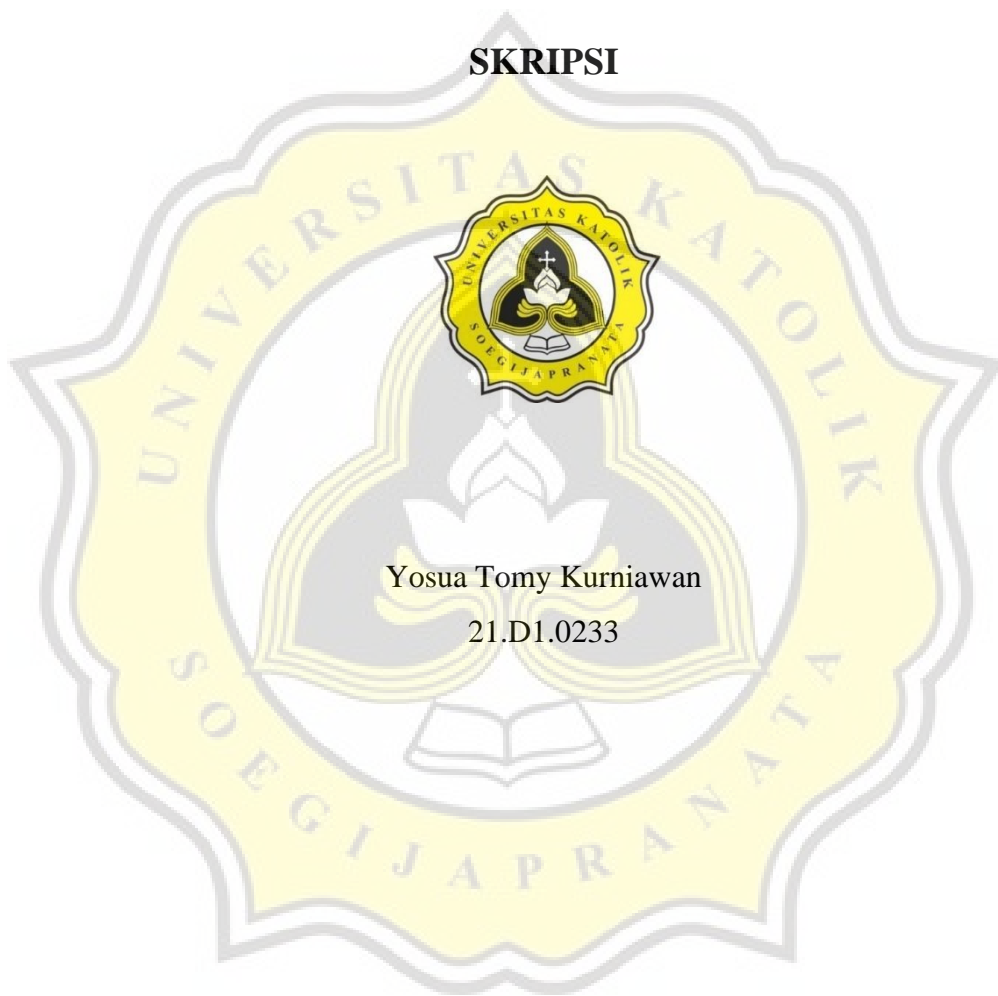 SKRIPSI
UNIVERSITAS KATOLIK
SOEGIJAPRANATA
UNIVERSITAS KATOLIK
SOEGIJAPRANATA
Yosua Tomy Kurniawan
21.D1.0233